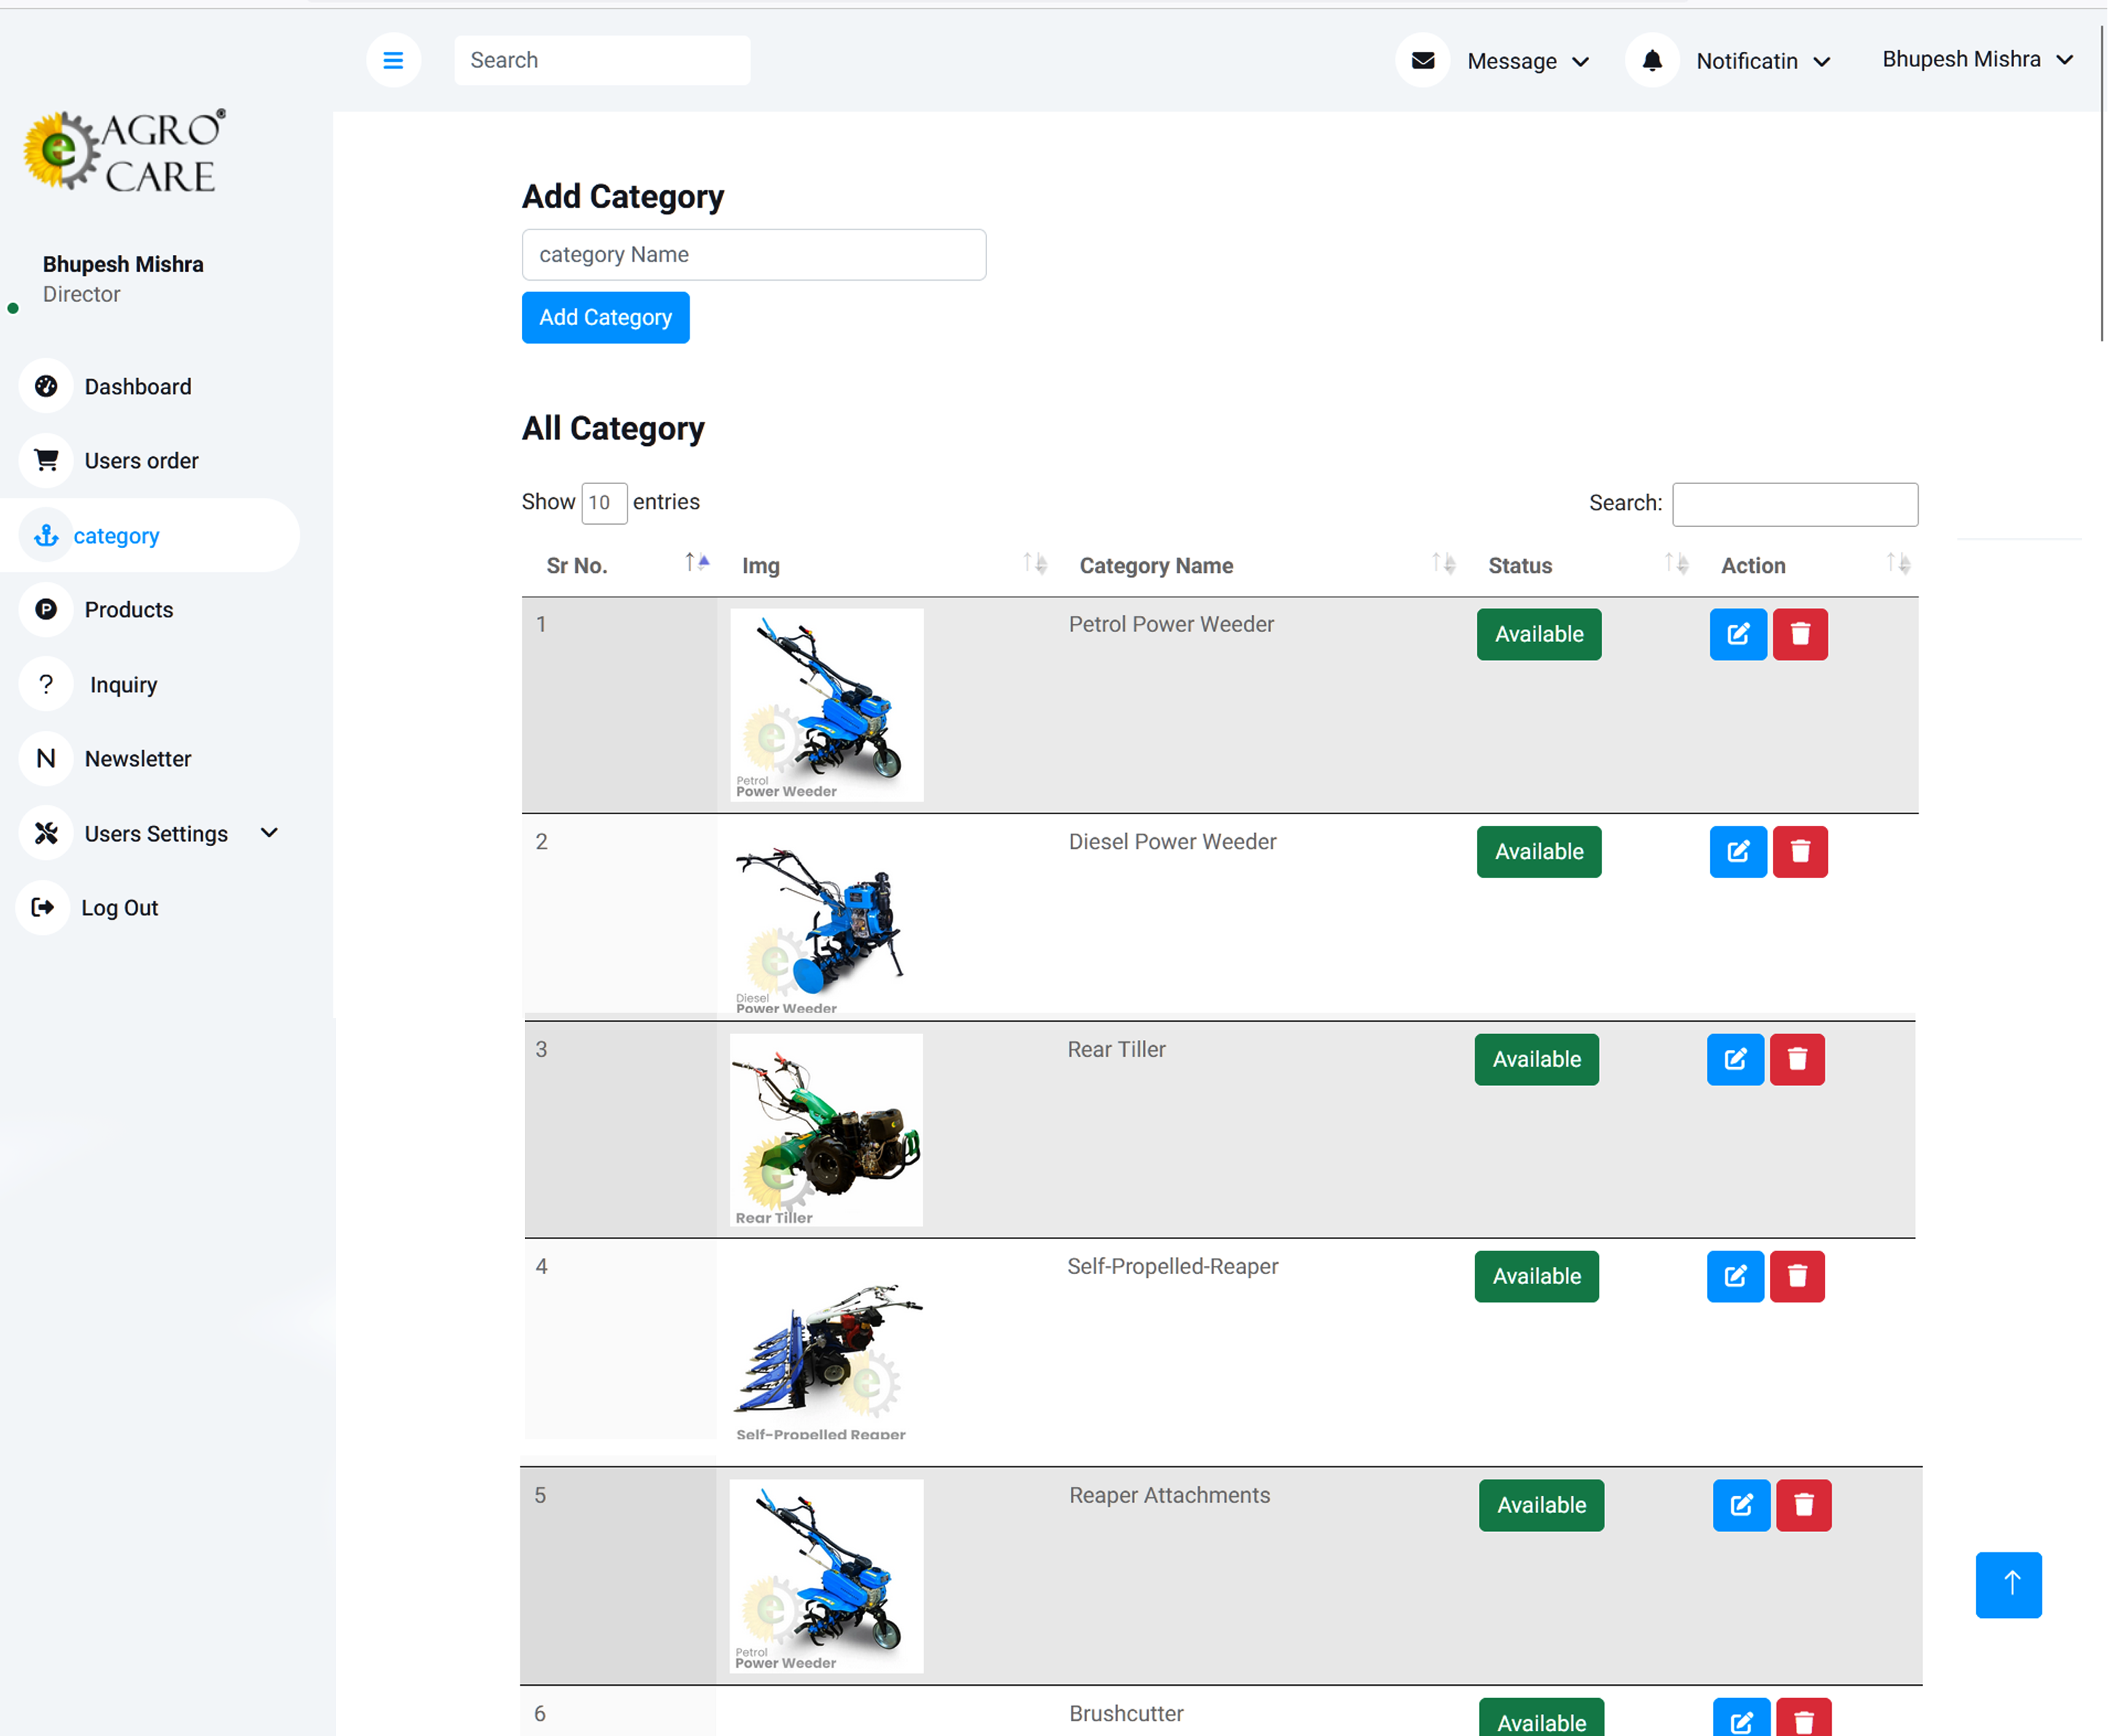 Search
Message
Notificatin
Bhupesh Mishra
AGRO®
CARE
Bhupesh Mishra
Director
Dashboard
Users order
category
Products
? Inquiry
N Newsletter
Users Settings
Log Out
Add Category
category Name
Add Category
All Category
Show 10 entries
Search:
Sr No. Img Category Name Status Action
1 Petrol Power Weeder Available
e
Petrol
Power Weeder
2 Diesel Power Weeder Available
e
Diesel
Power Weeder
3 Rear Tiller Available
e
Rear Tiller
4 Self-Propelled-Reaper Available
e
Self-Propelled Reaper
5 Reaper Attachments Available
e
Petrol
Power Weeder
6 Brushcutter Available